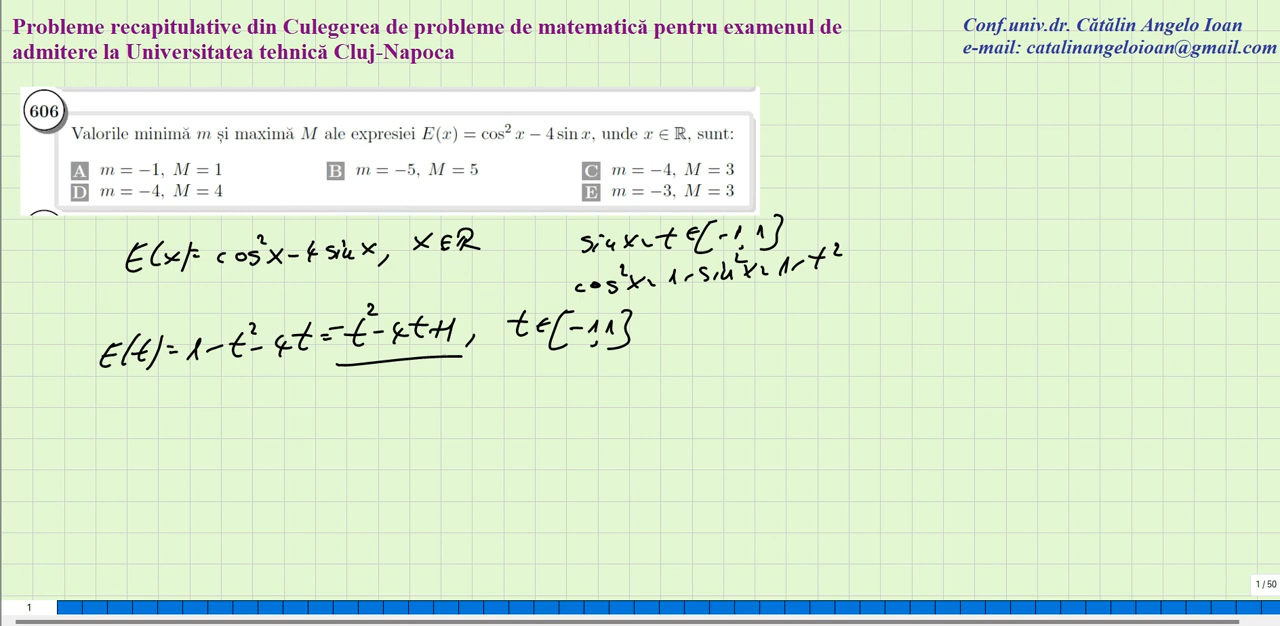 Probleme recapitulative din Culegerea de probleme de matematică pentru examenul de
admitere la Universitatea tehnică Cluj-Napoca
Conf.univ.dr. Cătălin Angelo Ioan
e-mail: catalinangeloioan@gmail.com
606
Valorile minimă m și maximă M ale expresiei E(x) = cos² x − 4 sin x, unde x ∈ ℝ, sunt:
A m = −1, M = 1 B m = −5, M = 5 C m = −4, M = 3
D m = −4, M = 4 E m = −3, M = 3
E(x)= cos²x-4 sin x, x∈ℝ
sin x = t ∈[-1,1]
cos²x = 1-sin²x = 1-t²
E(t)= 1-t²-4t = -t²-4t+1, t∈[-1,1]
1 / 50
1